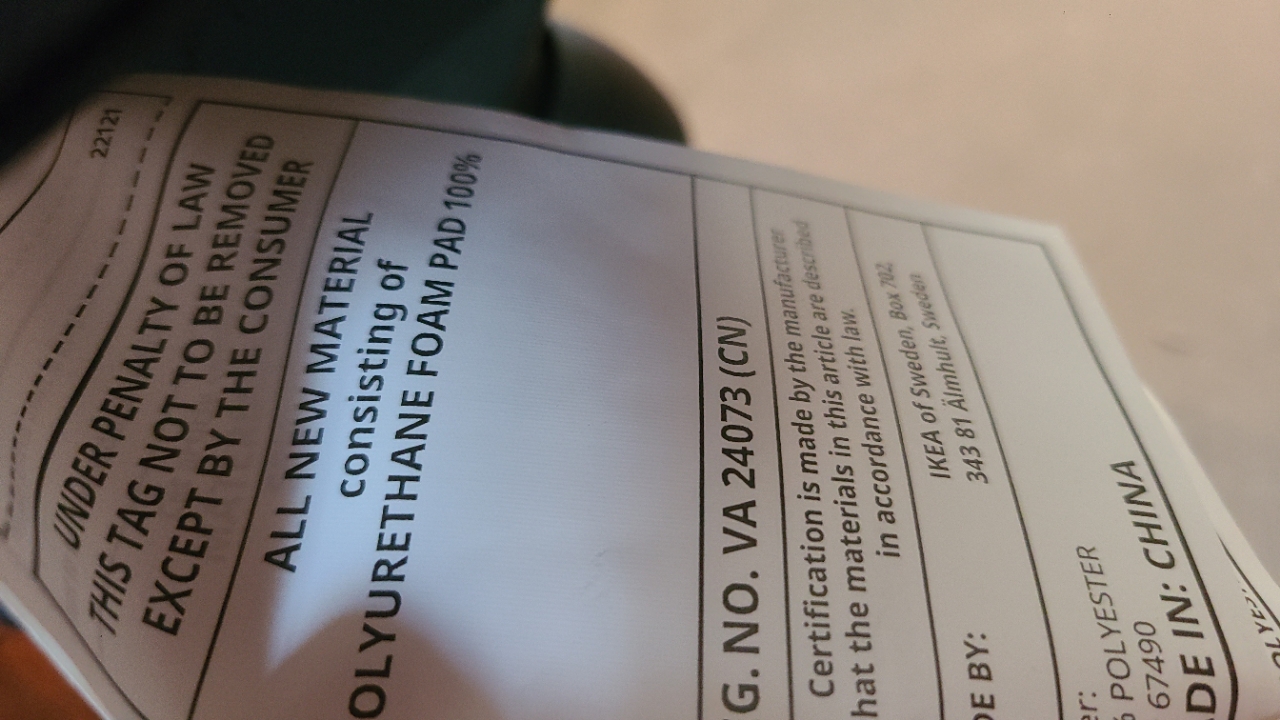 22121
UNDER PENALTY OF LAW
THIS TAG NOT TO BE REMOVED
EXCEPT BY THE CONSUMER
ALL NEW MATERIAL
consisting of
OLYURETHANE FOAM PAD 100%
G. NO. VA 24073 (CN)
Certification is made by the manufacturer
hat the materials in this article are described
in accordance with law.
IKEA of Sweden, Box 702,
343 81 Älmhult, Sweden
DE BY:
er:
POLYESTER
67490
DE IN: CHINA